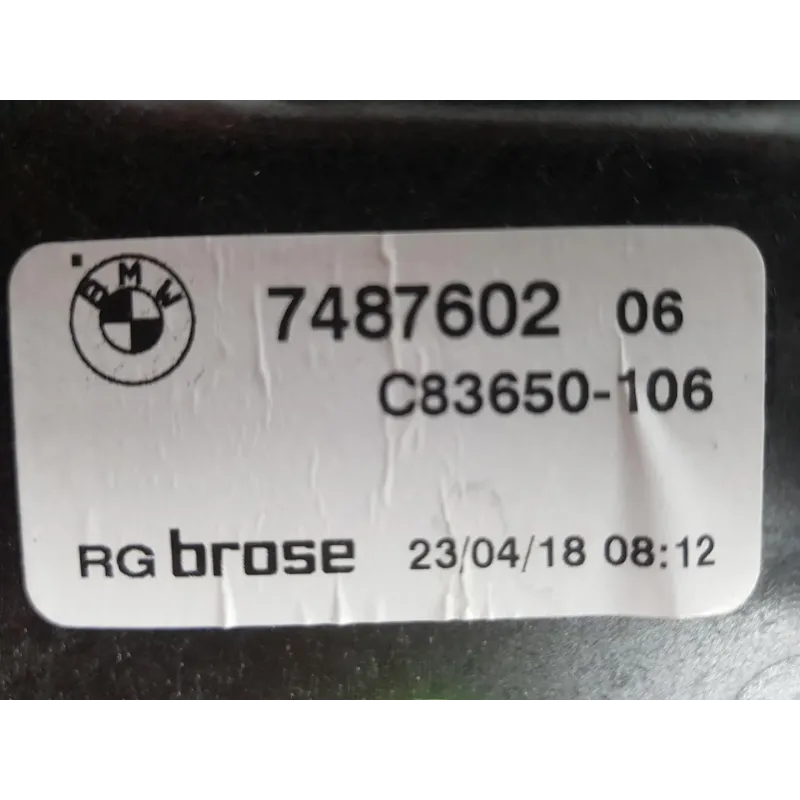 BMW 7487602 06
C83650-106
RG brose 23/04/18 08:12